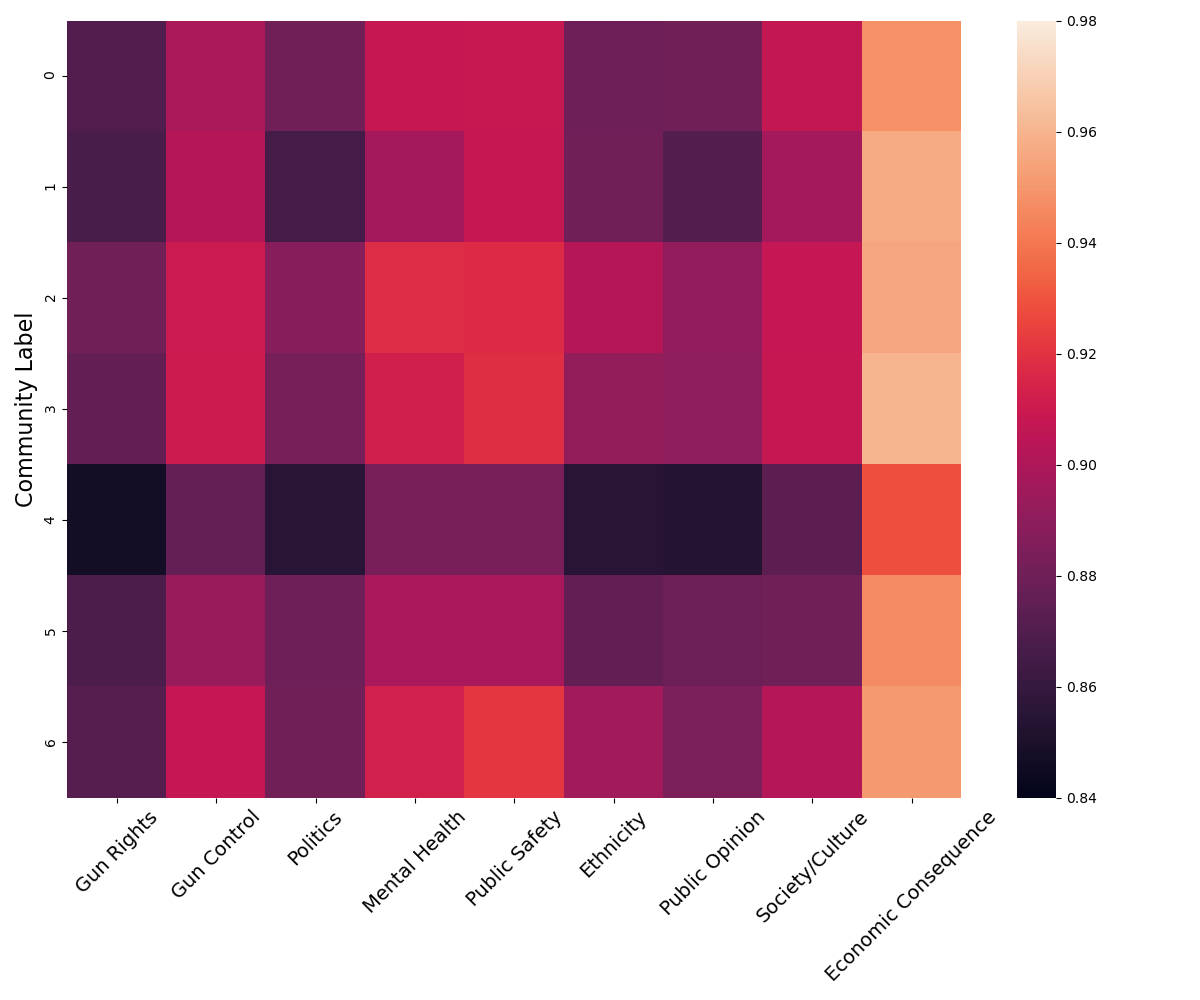 Community Label
0
1
2
3
4
5
6
Gun Rights
Gun Control
Politics
Mental Health
Public Safety
Ethnicity
Public Opinion
Society/Culture
Economic Consequence
0.98
0.96
0.94
0.92
0.90
0.88
0.86
0.84